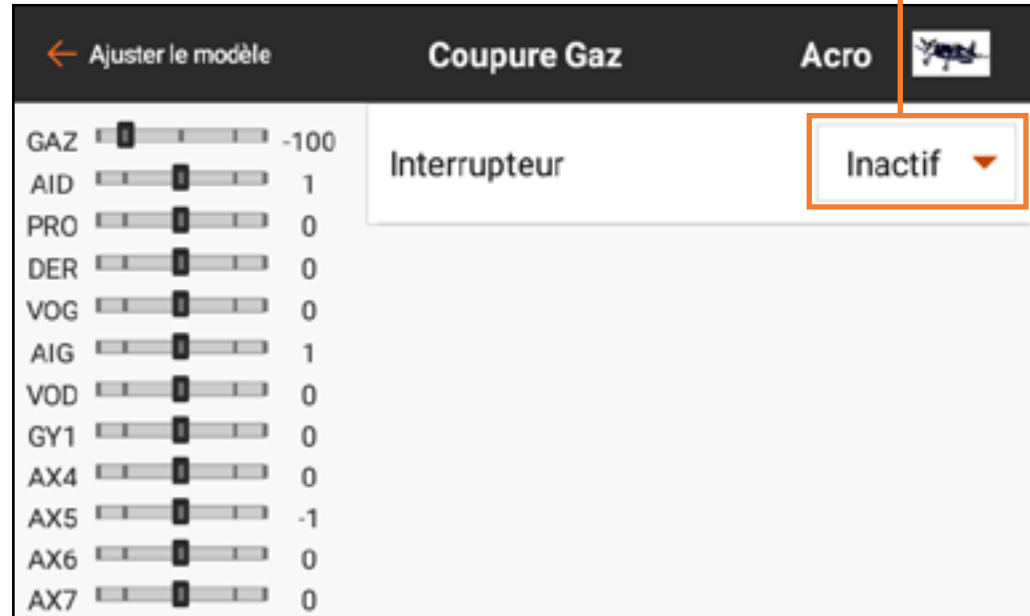 Ajuster le modèle Coupure Gaz Acro
GAZ -100
Interrupteur Inactif
AID 1
PRO 0
DER 0
VOG 0
AIG 1
VOD 0
GY1 0
AX4 0
AX5 -1
AX6 0
AX7 0